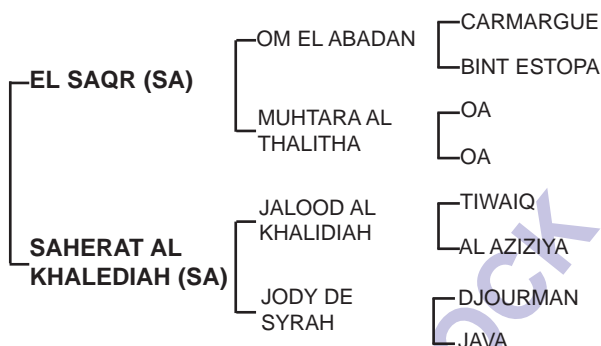 CARMARGUE
OM EL ABADAN
BINT ESTOPA
EL SAQR (SA)
MUHTARA AL
THALITHA
OA
OA
JALOOD AL
KHALIDIAH
TIWAIQ
AL AZIZIYA
SAHERAT AL
KHALEDIAH (SA)
JODY DE
SYRAH
DJOURMAN
JAVA
OCK